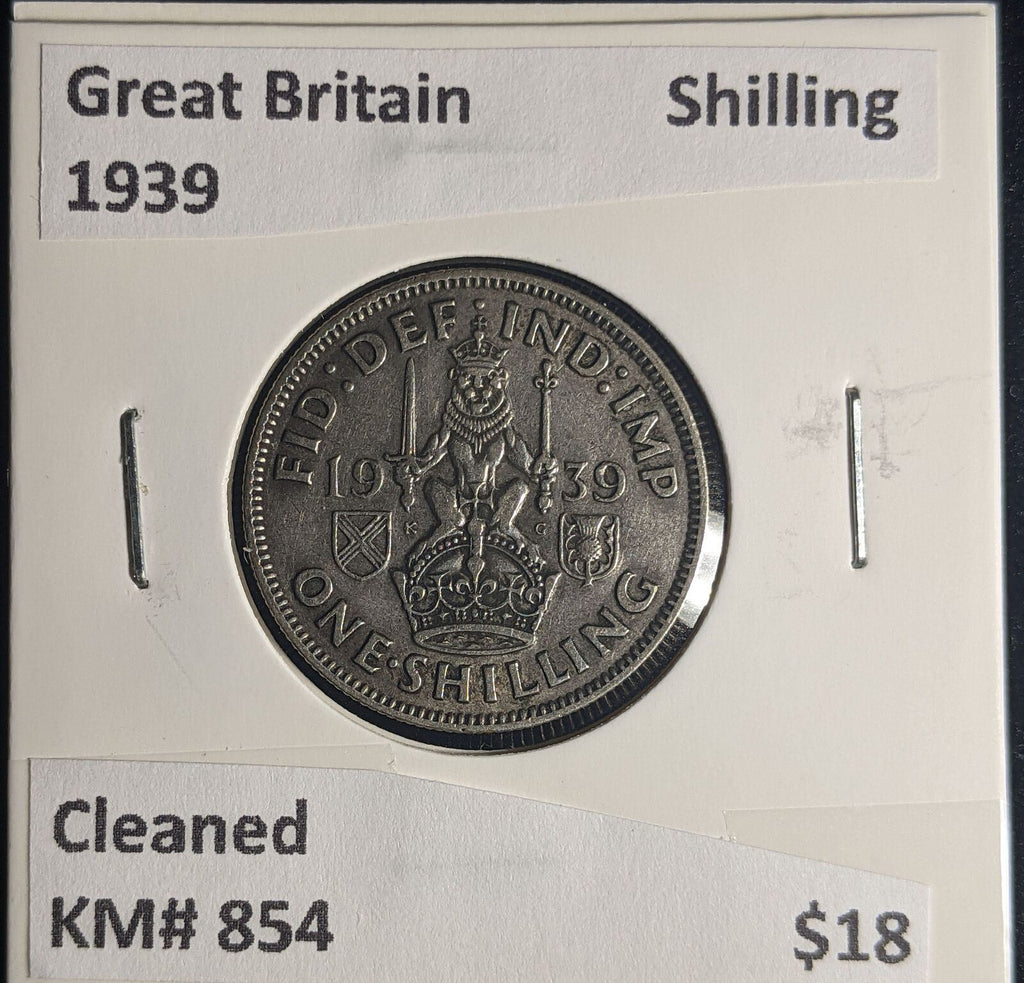 Great Britain Shilling
1939
FID: DEF: IND: IMP
19 39
K G
ONE·SHILLING
Cleaned
KM# 854 $18